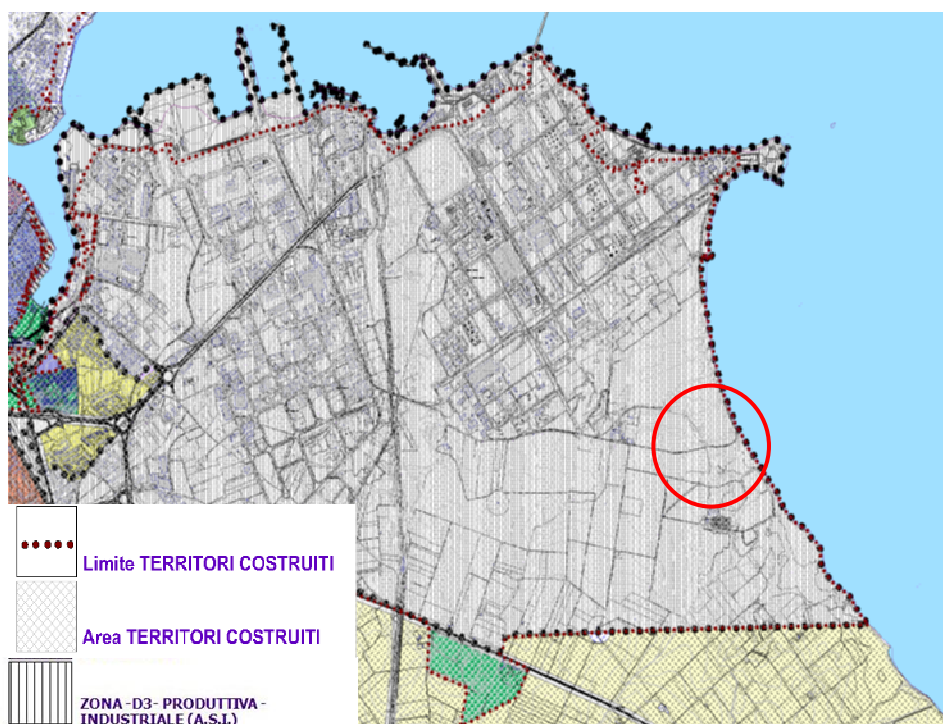 Limite TERRITORI COSTRUITI
Area TERRITORI COSTRUITI
ZONA -D3- PRODUTTIVA -
INDUSTRIALE (A.S.I.)